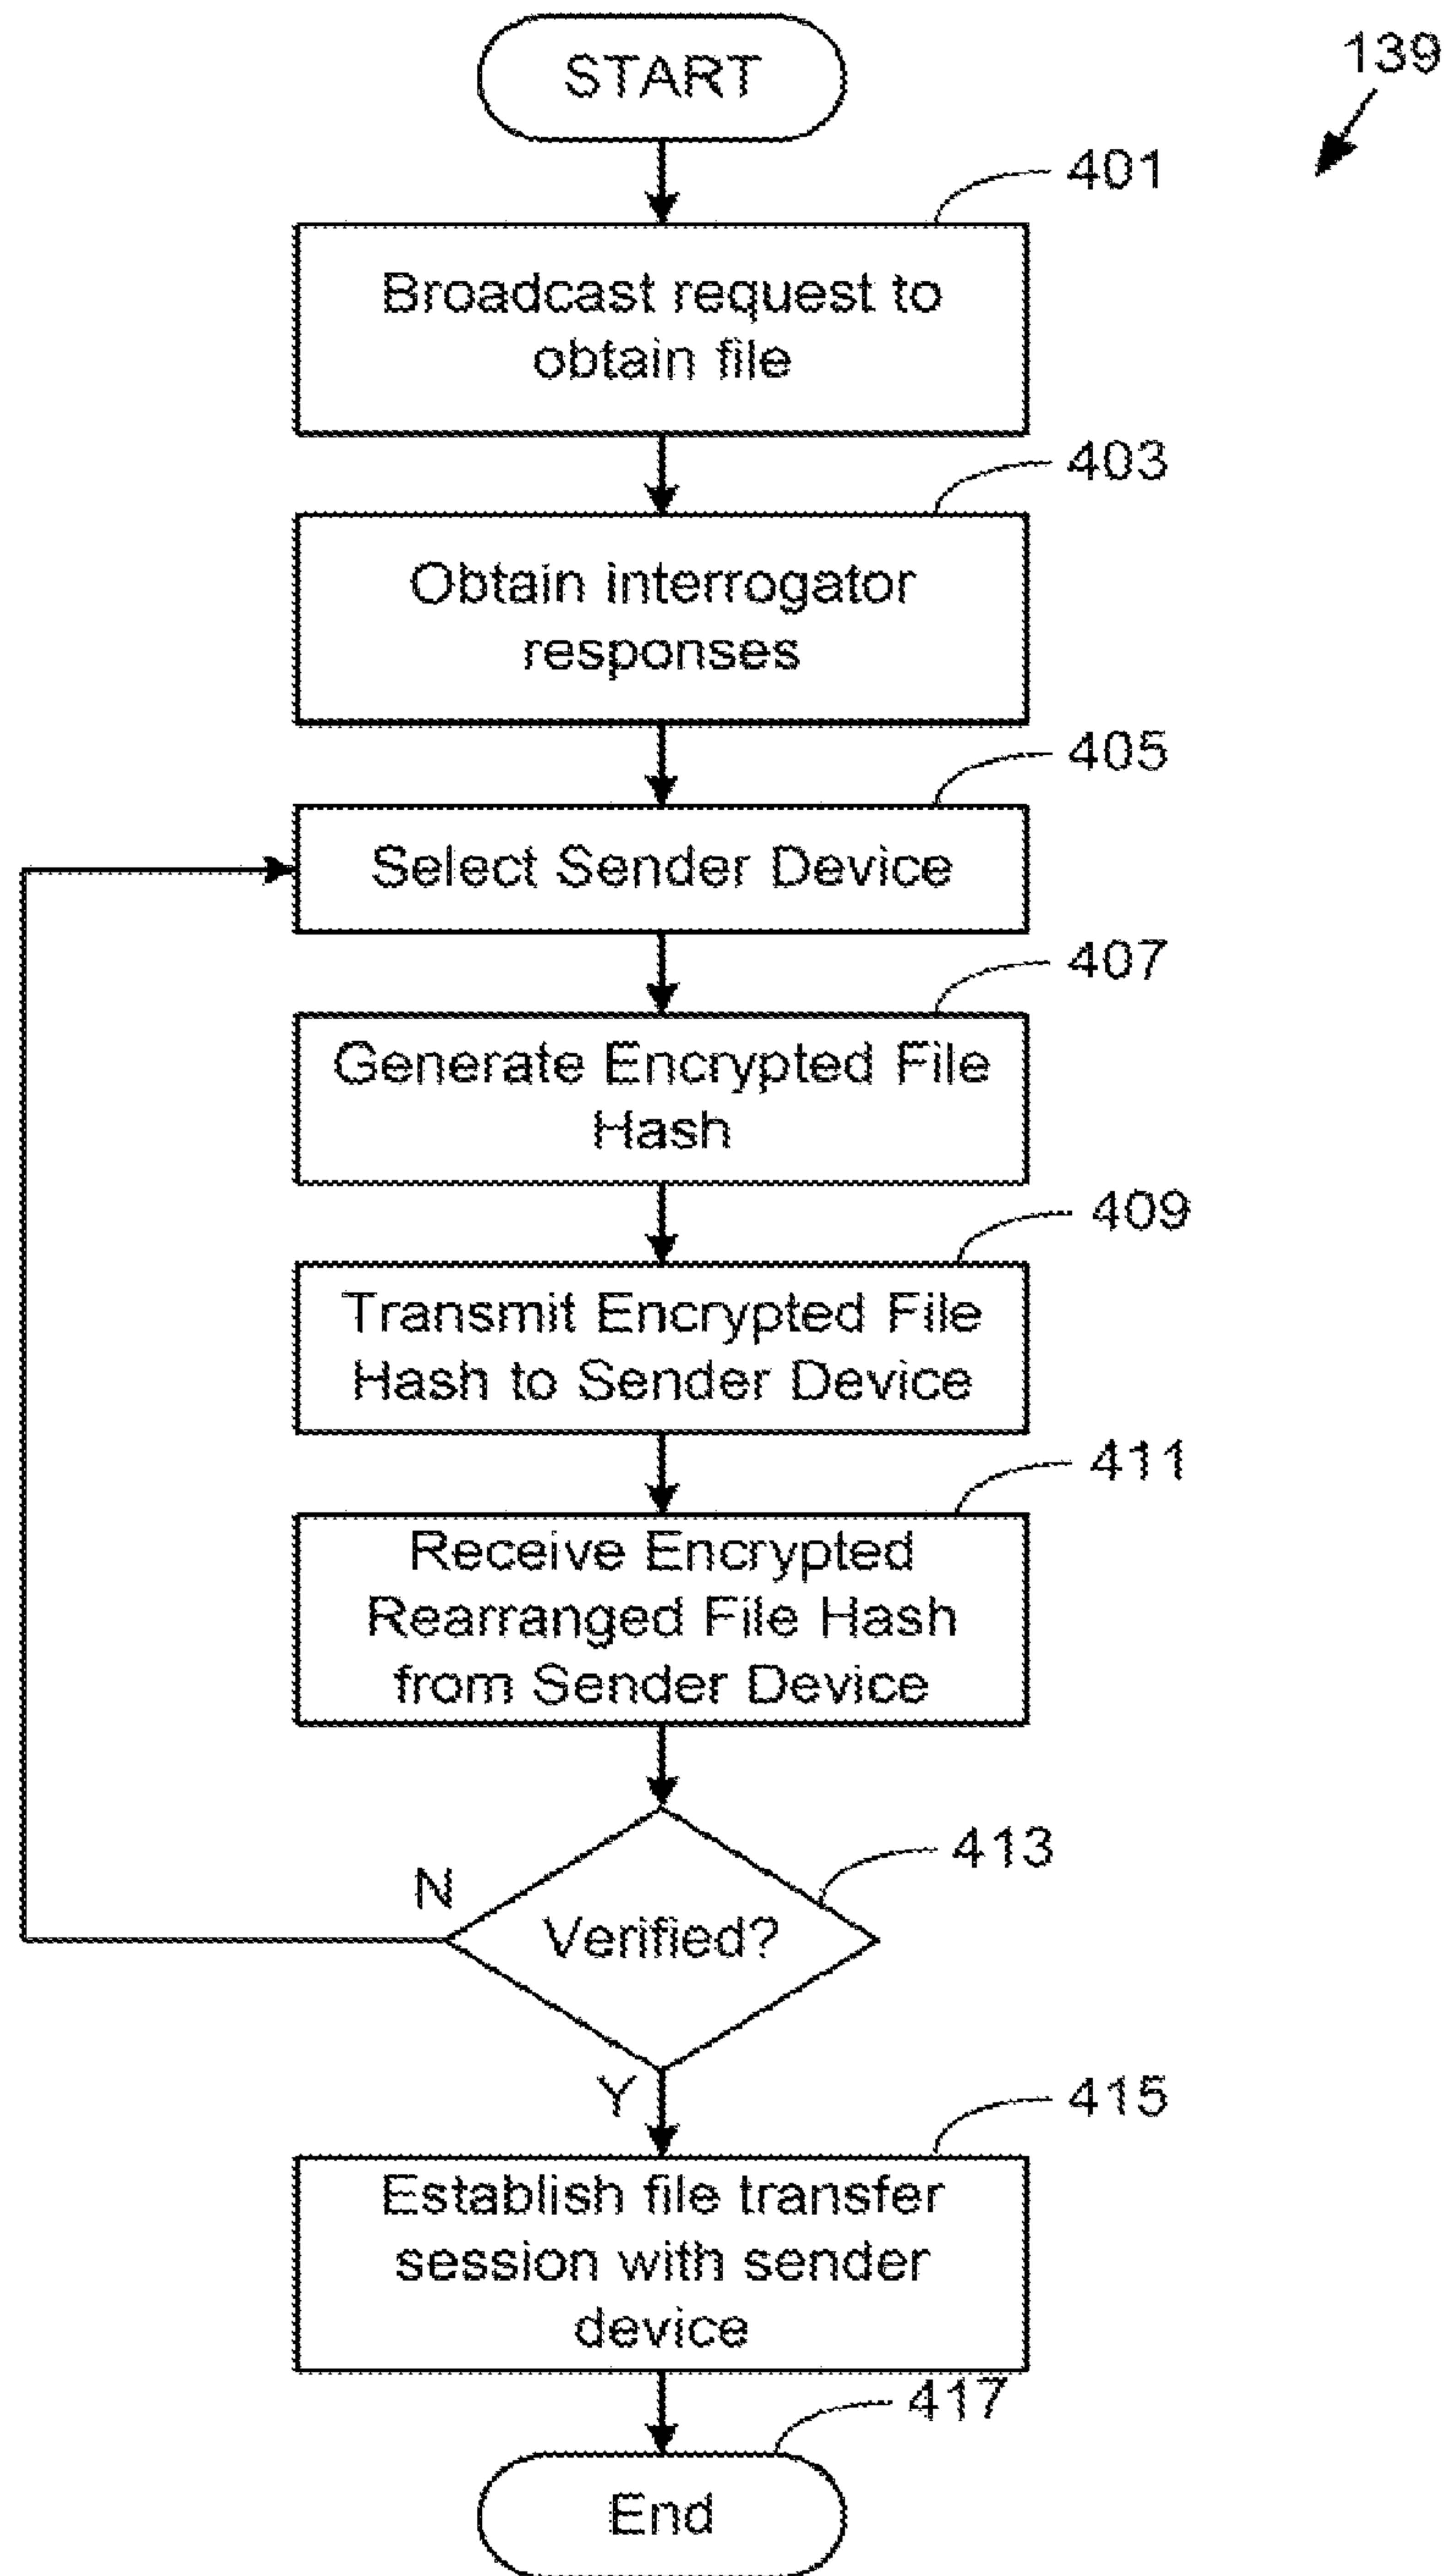 START
139
401
Broadcast request to
obtain file
403
Obtain interrogator
responses
405
Select Sender Device
407
Generate Encrypted File
Hash
409
Transmit Encrypted File
Hash to Sender Device
411
Receive Encrypted
Rearranged File Hash
from Sender Device
413
N
Verified?
Y
415
Establish file transfer
session with sender
device
417
End